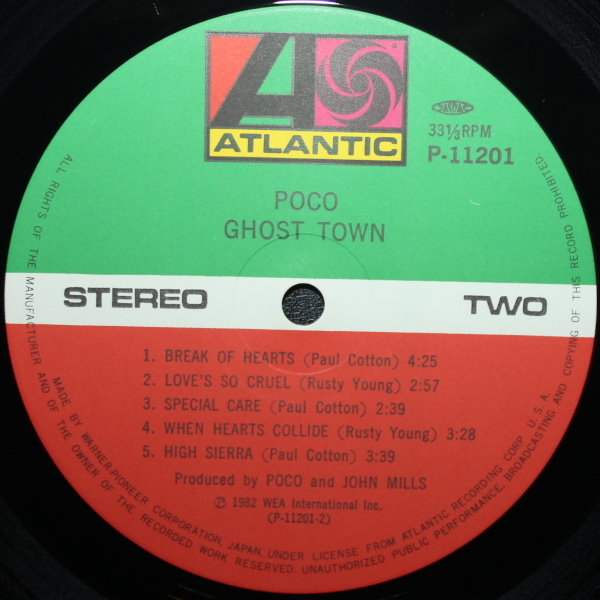 ATLANTIC
JASRAC
33⅓RPM
P-11201
POCO
GHOST TOWN
STEREO
TWO
1. BREAK OF HEARTS (Paul Cotton) 4:25
2. LOVE'S SO CRUEL (Rusty Young) 2:57
3. SPECIAL CARE (Paul Cotton) 2:39
4. WHEN HEARTS COLLIDE (Rusty Young) 3:28
5. HIGH SIERRA (Paul Cotton) 3:39
Produced by POCO and JOHN MILLS
℗ 1982 WEA International Inc.
(P-11201-2)
ALL RIGHTS OF THE MANUFACTURER AND OF THE OWNER OF THE RECORDED WORK RESERVED. UNAUTHORIZED PUBLIC PERFORMANCE, BROADCASTING AND COPYING OF THIS RECORD PROHIBITED.
MADE BY WARNER-PIONEER CORPORATION, JAPAN, UNDER LICENSE FROM ATLANTIC RECORDING CORP. U.S.A.